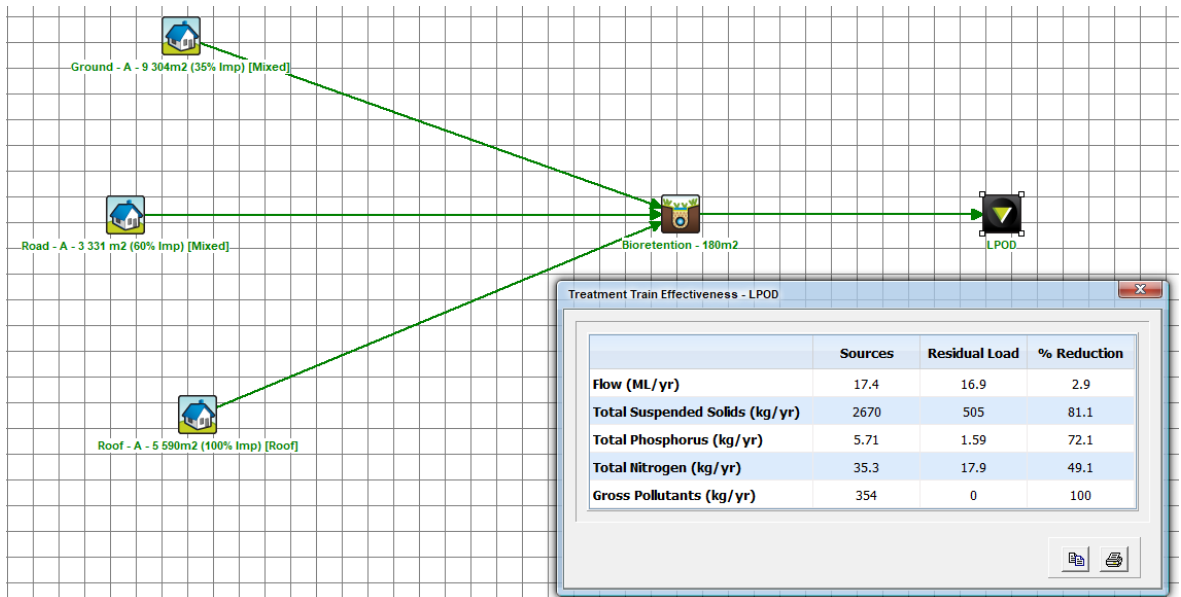 Ground - A - 9 304m2 (35% Imp) [Mixed]
Road - A - 3 331 m2 (60% Imp) [Mixed]
Bioretention - 180m2
LPOD
Roof - A - 5 590m2 (100% Imp) [Roof]
Treatment Train Effectiveness - LPOD
Sources Residual Load % Reduction
Flow (ML/yr) 17.4 16.9 2.9
Total Suspended Solids (kg/yr) 2670 505 81.1
Total Phosphorus (kg/yr) 5.71 1.59 72.1
Total Nitrogen (kg/yr) 35.3 17.9 49.1
Gross Pollutants (kg/yr) 354 0 100